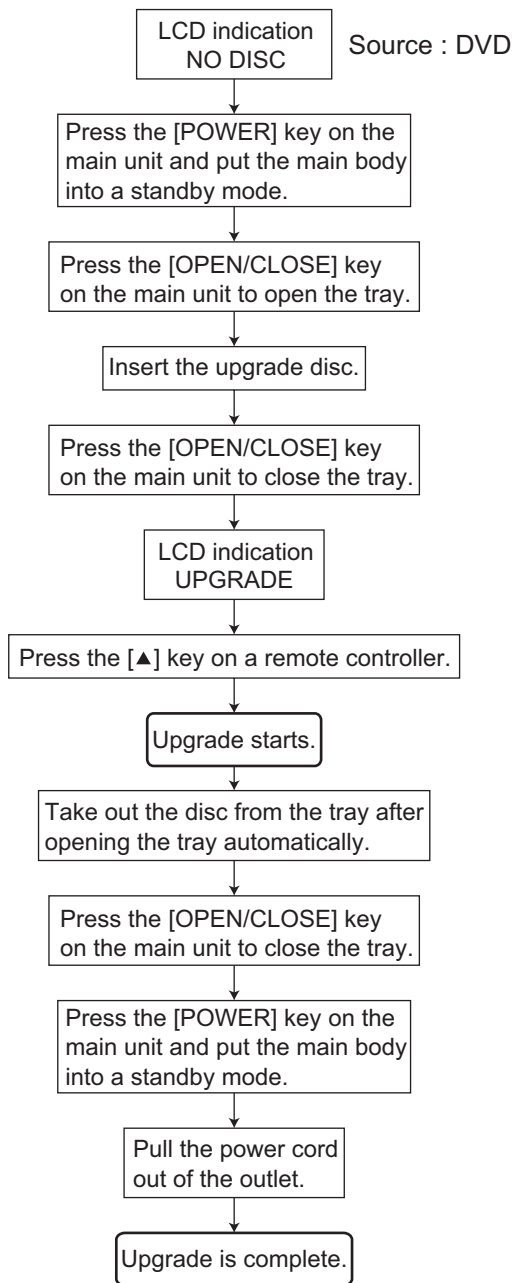 LCD indication
NO DISC
Source : DVD
Press the [POWER] key on the
main unit and put the main body
into a standby mode.
Press the [OPEN/CLOSE] key
on the main unit to open the tray.
Insert the upgrade disc.
Press the [OPEN/CLOSE] key
on the main unit to close the tray.
LCD indication
UPGRADE
Press the [▲] key on a remote controller.
Upgrade starts.
Take out the disc from the tray after
opening the tray automatically.
Press the [OPEN/CLOSE] key
on the main unit to close the tray.
Press the [POWER] key on the
main unit and put the main body
into a standby mode.
Pull the power cord
out of the outlet.
Upgrade is complete.